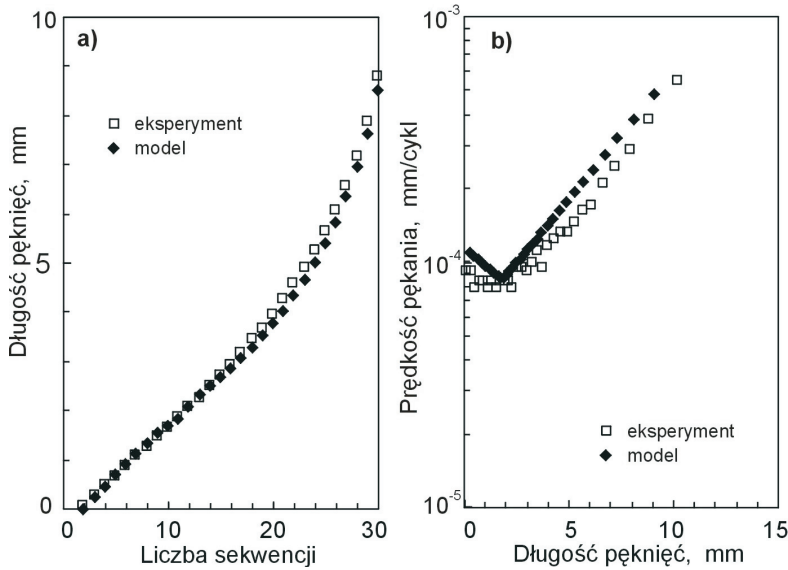 a)
10
5
0
0
10
20
30
Długość pęknięć, mm
Liczba sekwencji
eksperyment
model
b)
10-3
10-4
10-5
0
5
10
15
Prędkość pękania, mm/cykl
Długość pęknięć, mm
eksperyment
model